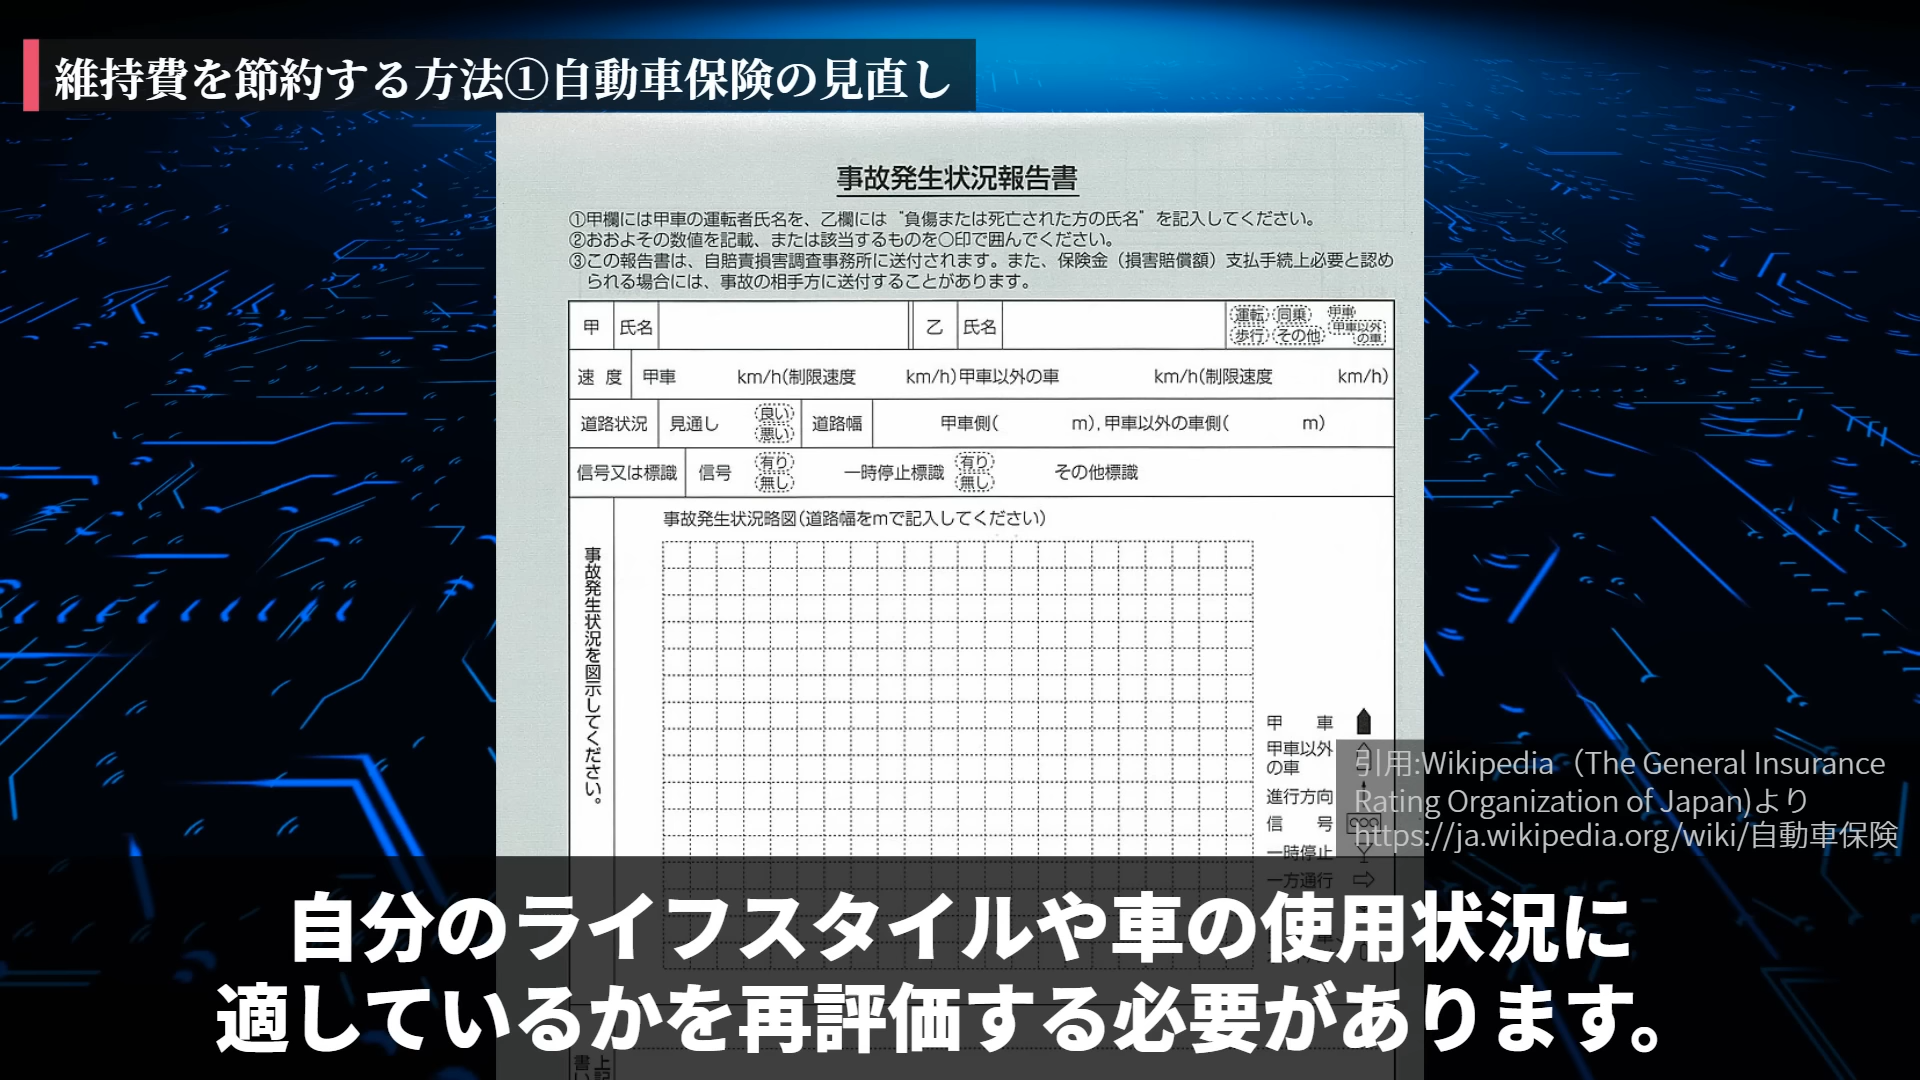 維持費を節約する方法①自動車保険の見直し
事故発生状況報告書
①甲欄には甲車の運転者氏名を、乙欄には“負傷または死亡された方の氏名”を記入してください。
②おおよその数値を記載、または該当するものを〇印で囲んでください。
③この報告書は、自賠責損害調査事務所に送付されます。また、保険金（損害賠償額）支払手続上必要と認め
られる場合には、事故の相手方に送付することがあります。
甲 氏名 乙 氏名 運転 同乗 甲車
歩行 その他 甲車以外の車
速度 甲車 km/h(制限速度 km/h)甲車以外の車 km/h(制限速度 km/h)
道路状況 見通し 良い 悪い 道路幅 甲車側( m),甲車以外の車側( m)
信号又は標識 信号 有り 無し 一時停止標識 有り 無し その他標識
事故発生状況略図(道路幅をmで記入してください)
事故発生状況を図示してください。
甲車
甲車以外
の車
進行方向
信号
一時停止
一方通行
引用:Wikipedia（The General Insurance
Rating Organization of Japan)より
https://ja.wikipedia.org/wiki/自動車保険
自分のライフスタイルや車の使用状況に
適しているかを再評価する必要があります。